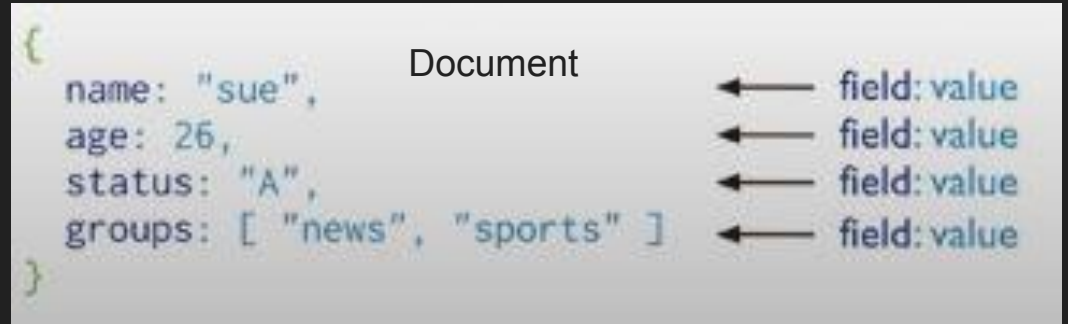 {
Document
name: "sue", field: value
age: 26, field: value
status: "A", field: value
groups: [ "news", "sports" ] field: value
}